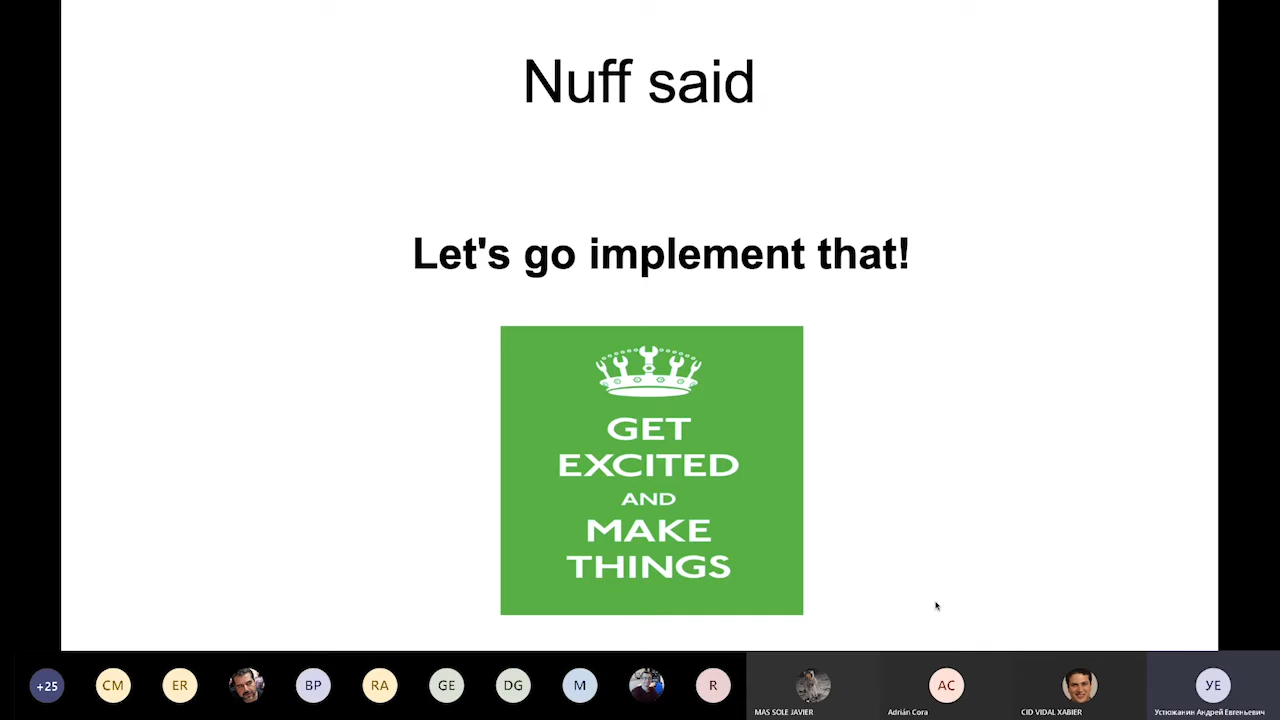 Nuff said
Let's go implement that!
GET
EXCITED
AND
MAKE
THINGS
+25
CM
ER
BP
RA
GE
DG
M
R
AC
УЕ
MAS SOLE JAVIER
Adrián Cora
CID VIDAL XABIER
Устюжанин Андрей Евгеньевич